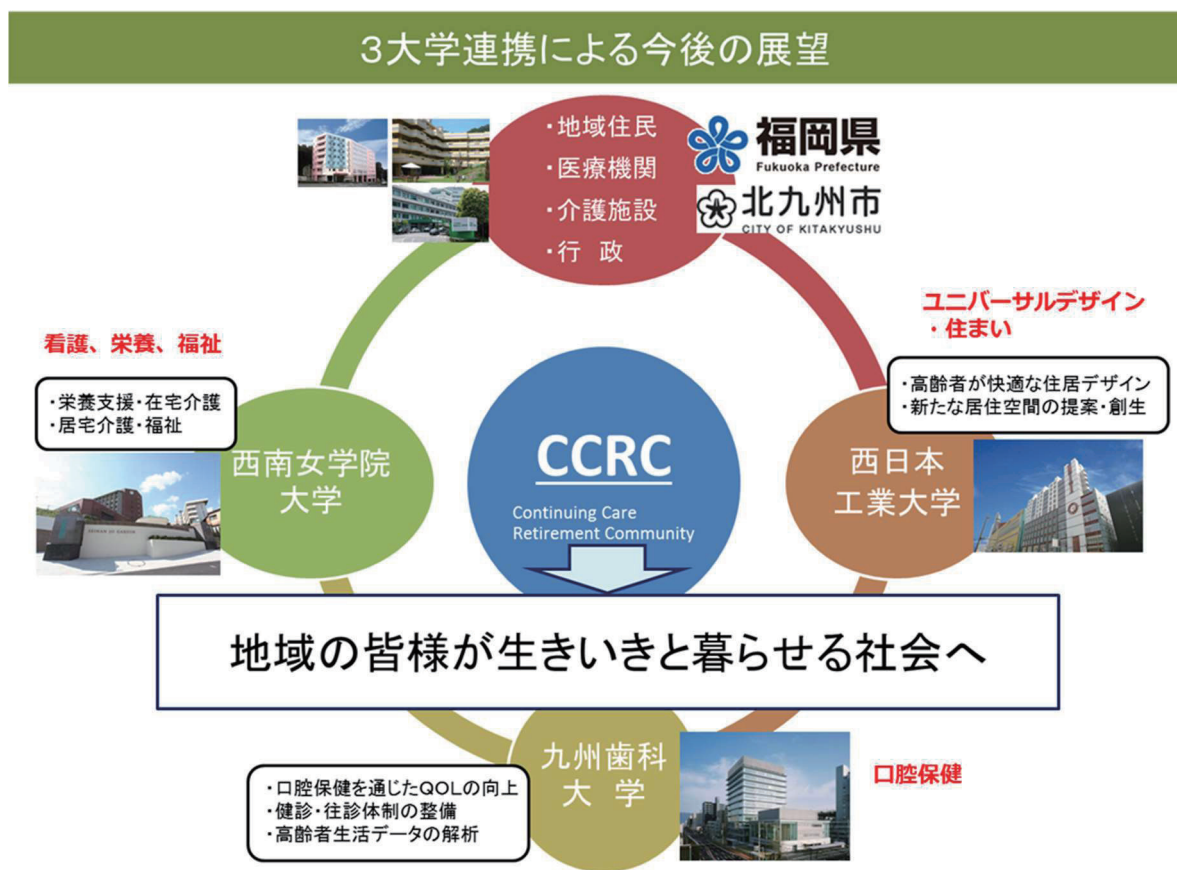 3大学連携による今後の展望
・地域住民
・医療機関
・介護施設
・行 政
福岡県
Fukuoka Prefecture
北九州市
CITY OF KITAKYUSHU
看護、栄養、福祉
・栄養支援・在宅介護
・居宅介護・福祉
西南女学院
大学
ユニバーサルデザイン
・住まい
・高齢者が快適な住居デザイン
・新たな居住空間の提案・創生
西日本
工業大学
CCRC
Continuing Care
Retirement Community
地域の皆様が生きいきと暮らせる社会へ
九州歯科
大 学
・口腔保健を通じたQOLの向上
・健診・往診体制の整備
・高齢者生活データの解析
口腔保健